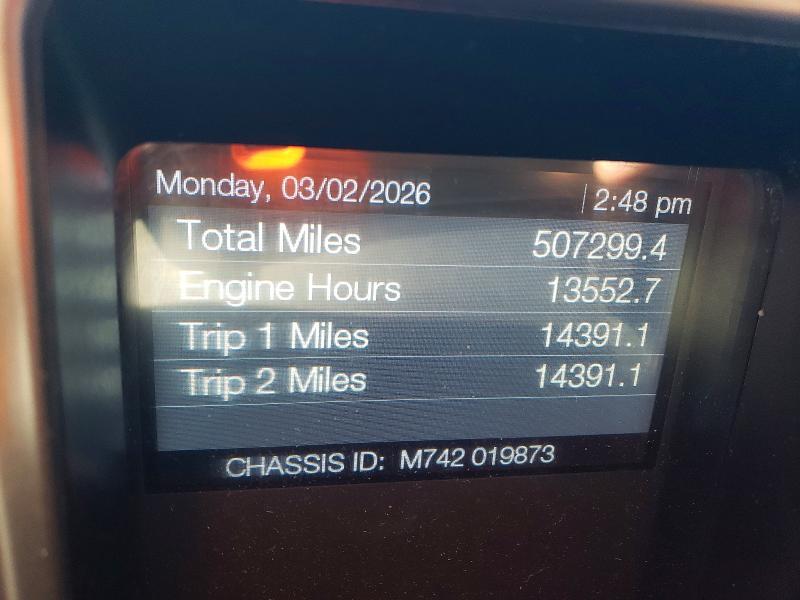 Monday, 03/02/2026 2:48 pm
Total Miles 507299.4
Engine Hours 13552.7
Trip 1 Miles 14391.1
Trip 2 Miles 14391.1
CHASSIS ID: M742 019873